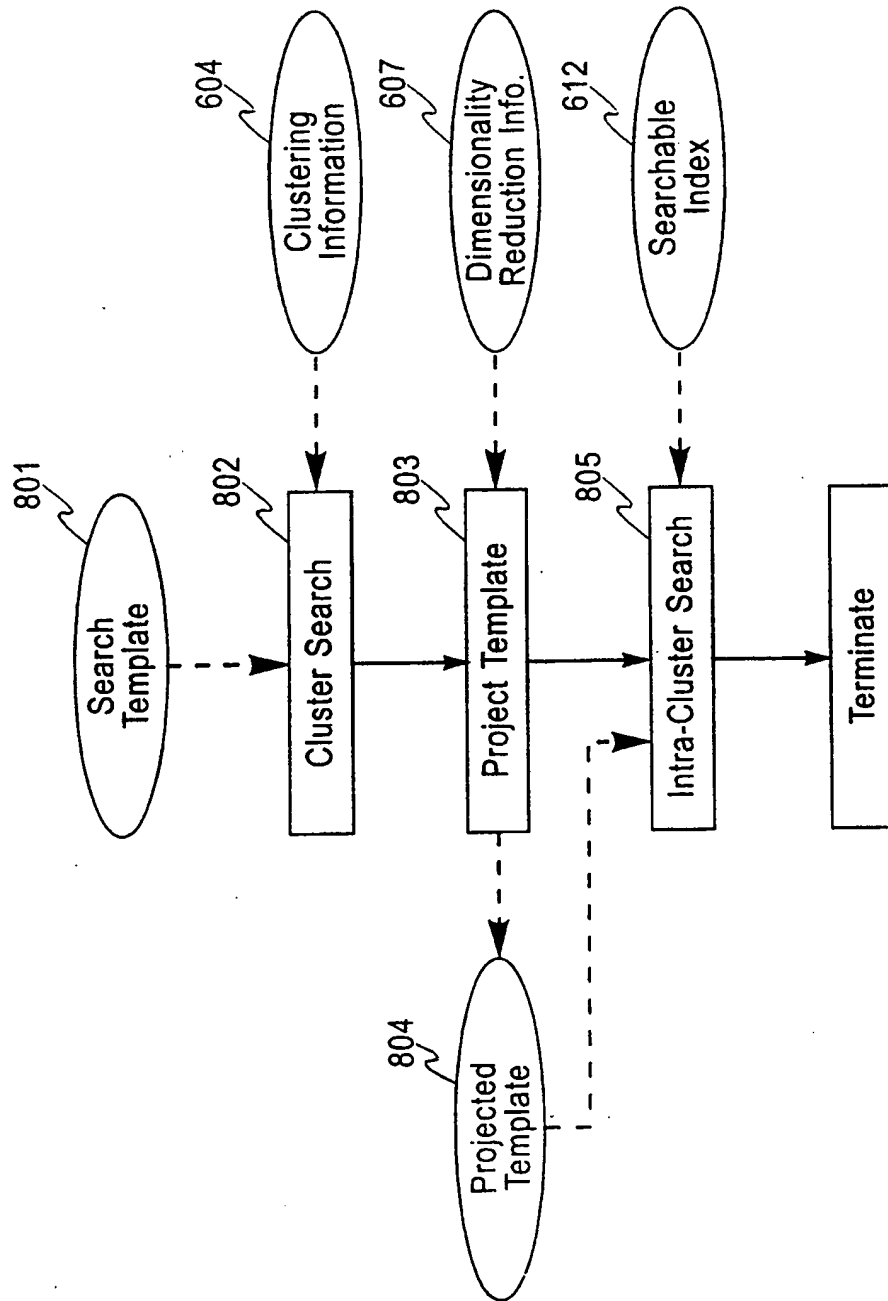 801
Search
Template
604
Clustering
Information
802
Cluster Search
607
Dimensionality
Reduction Info.
803
Project Template
804
Projected
Template
612
Searchable
Index
805
Intra-Cluster Search
Terminate